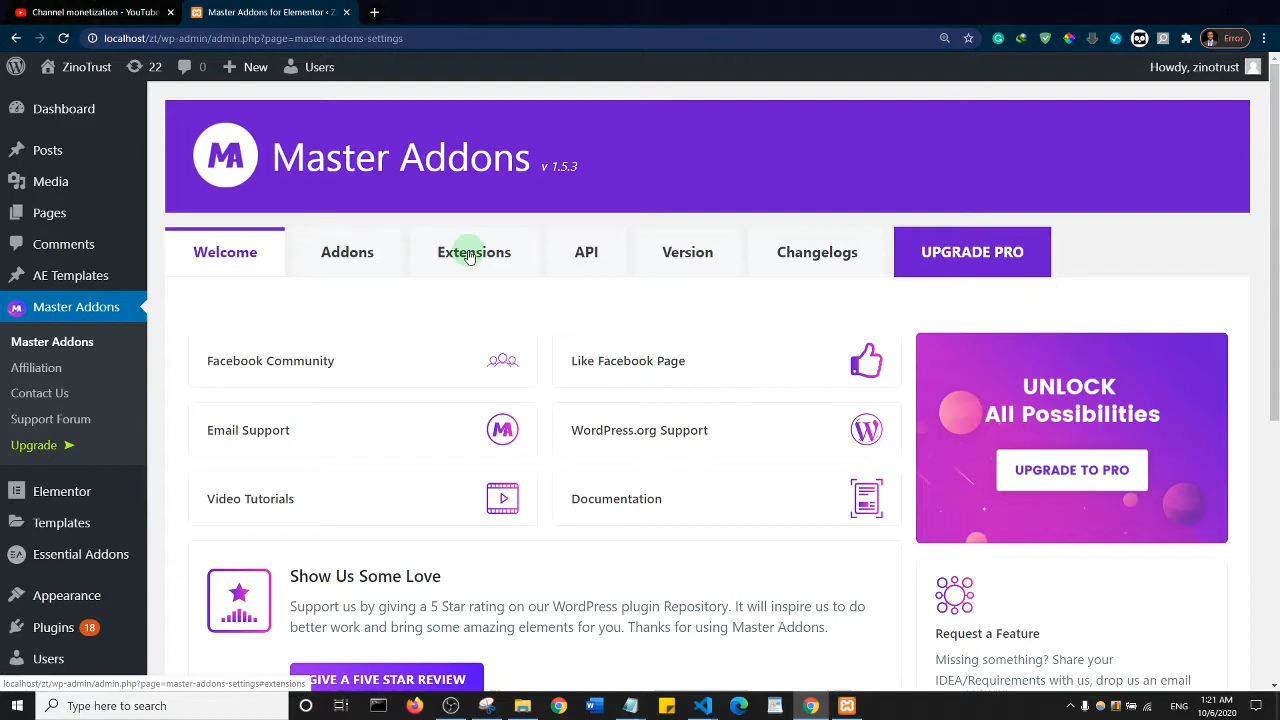 Comment monetization - YouTube
Master Addons for Elementor ‹ Z
localhost/zt/wp-admin/admin.php?page=master-addons-settings
Error
ZinoTrust
22
0
New
Users
Howdy, zinotrust
Dashboard
Posts
Media
Pages
Comments
AE Templates
Master Addons
Master Addons
Affiliation
Contact Us
Support Forum
Upgrade ➤
Elementor
Templates
Essential Addons
Appearance
Plugins 18
Users
MA
Master Addons v 1.5.3
Welcome
Addons
Extensions
API
Version
Changelogs
UPGRADE PRO
Facebook Community
Like Facebook Page
Email Support
WordPress.org Support
Video Tutorials
Documentation
UNLOCK
All Possibilities
UPGRADE TO PRO
Show Us Some Love
Support us by giving a 5 Star rating on our WordPress plugin Repository. It will inspire us to do
better work and bring some amazing elements for you. Thanks for using Master Addons.
GIVE A FIVE STAR REVIEW
Request a Feature
Missing something? Share your
IDEA/Requirements with us, drop us an email
localhost/zt/wp-admin/admin.php?page=master-addons-settings#extensions
Type here to search
ENG
1:21 AM
10/6/2020